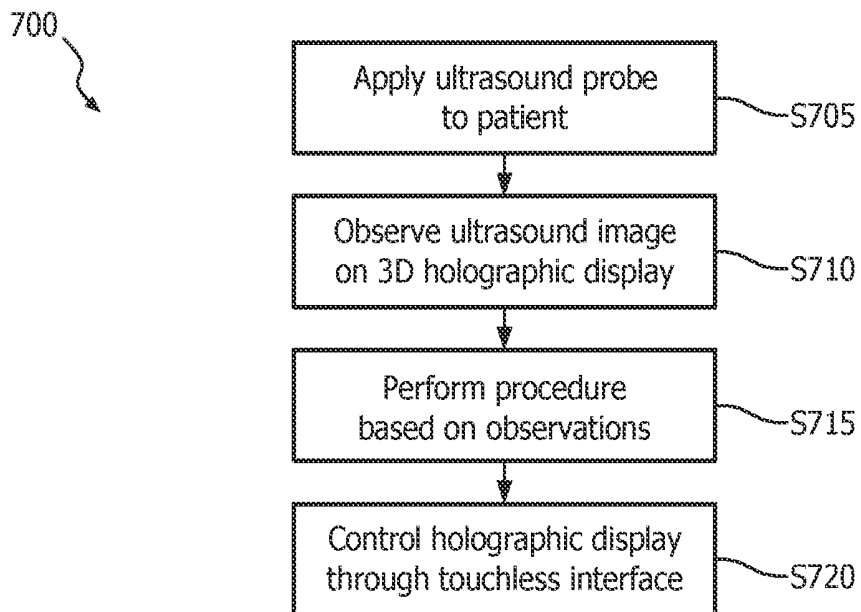 700
Apply ultrasound probe
to patient
S705
Observe ultrasound image
on 3D holographic display
S710
Perform procedure
based on observations
S715
Control holographic display
through touchless interface
S720